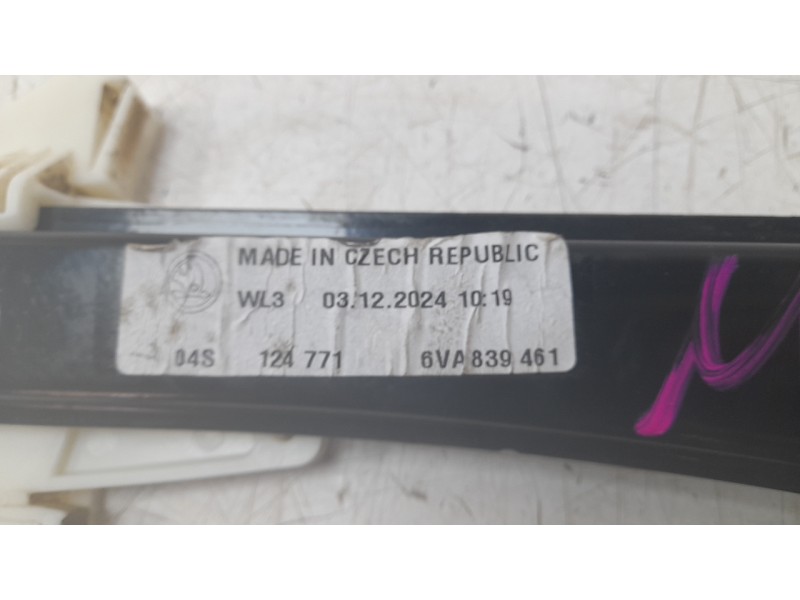 MADE IN CZECH REPUBLIC
WL3 03.12.2024 10:19
04S 124 771 6VA 839 461